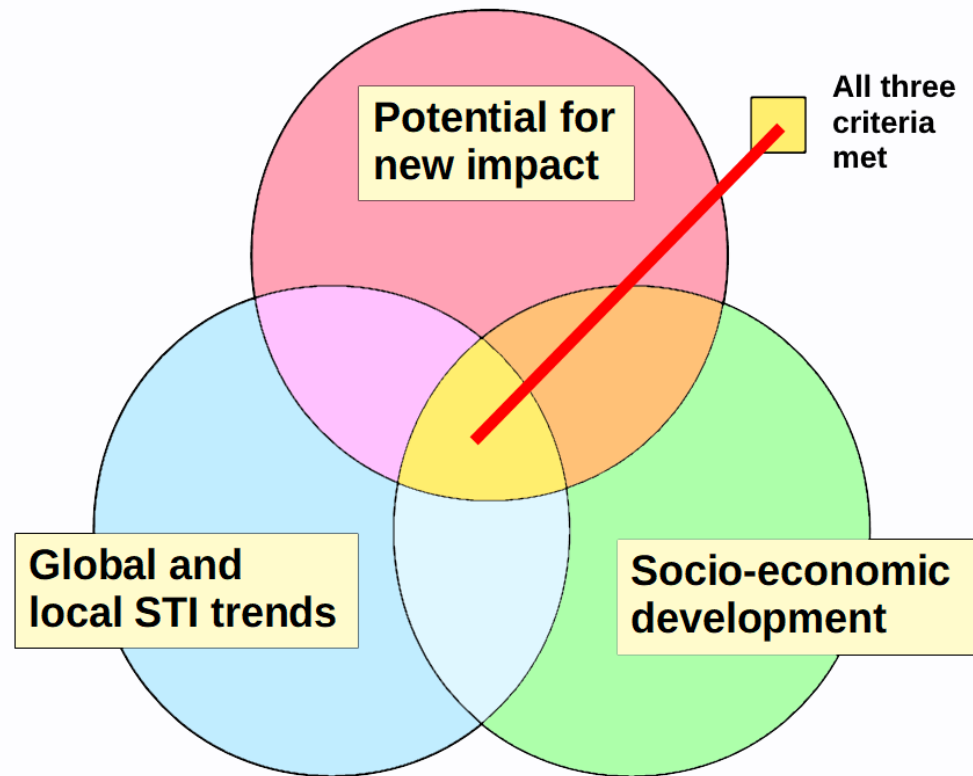 Potential for
new impact
All three
criteria
met
Global and
local STI trends
Socio-economic
development